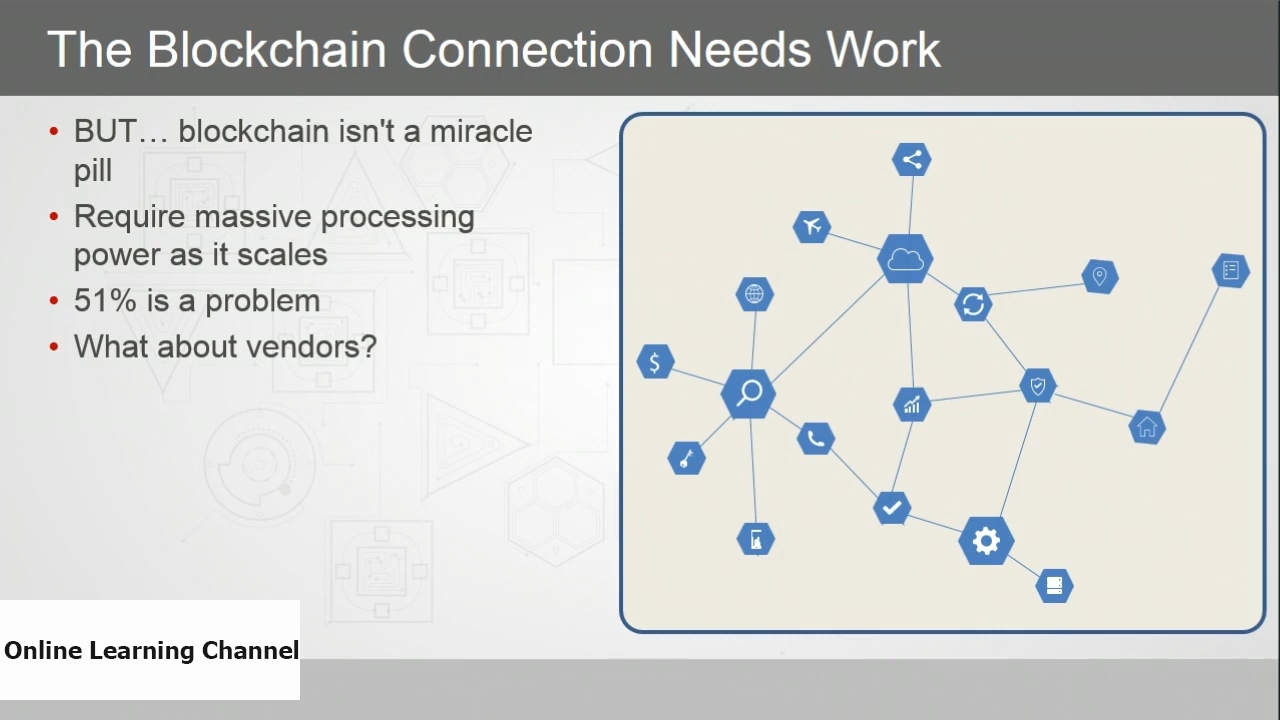 The Blockchain Connection Needs Work
• BUT… blockchain isn't a miracle
pill
• Require massive processing
power as it scales
• 51% is a problem
• What about vendors?
$
Online Learning Channel